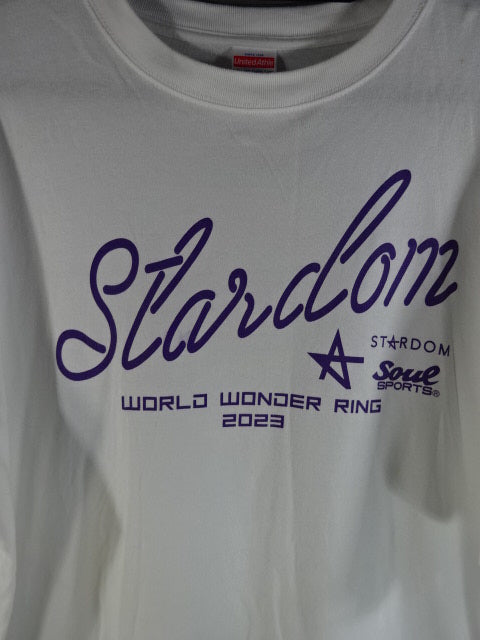 United Athle
Stardom
STARDOM
Soul
SPORTS®
WORLD WONDER RING
2023